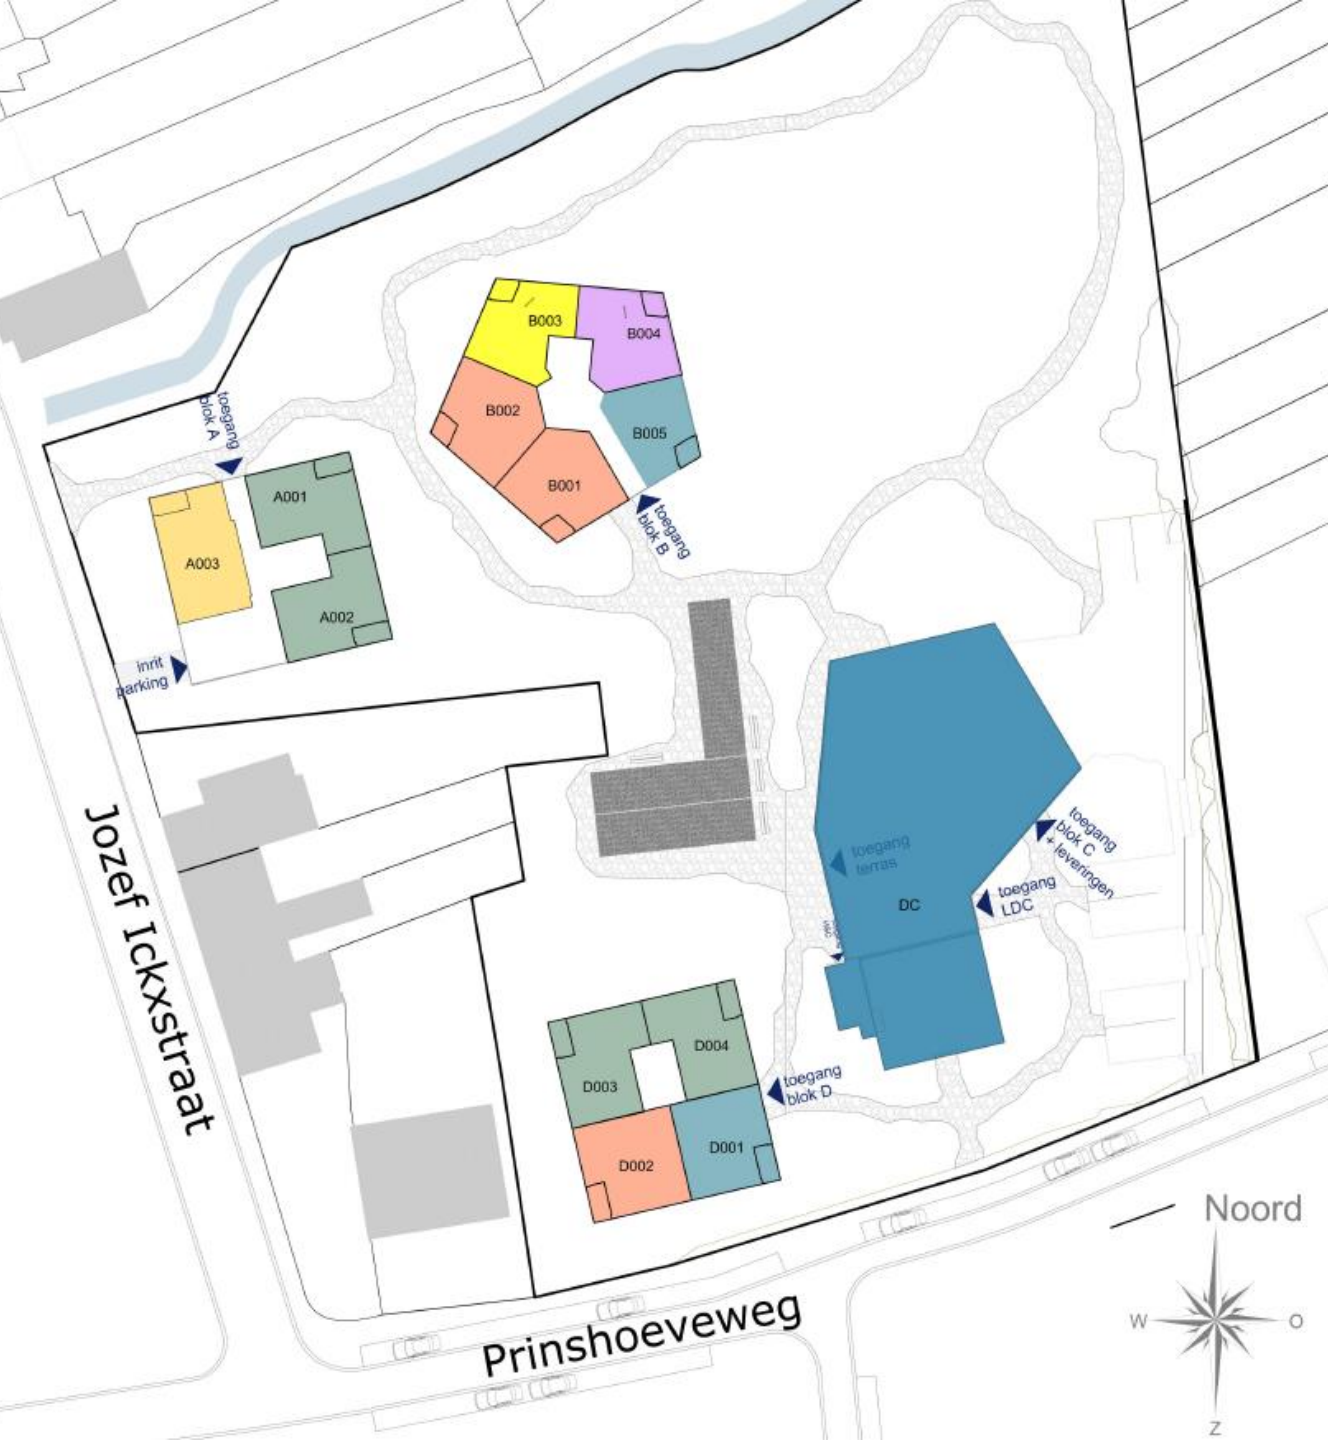 B003
B004
toegang
blok A
B002
B005
A001
B001
toegang
blok B
A003
A002
inrit
parking
Jozef Ickxstraat
toegang
blok C
+ leveringen
toegang
terras
toegang
LDC
DC
D004
D003
toegang
blok D
D001
D002
Noord
W
O
Z
Prinshoeveweg